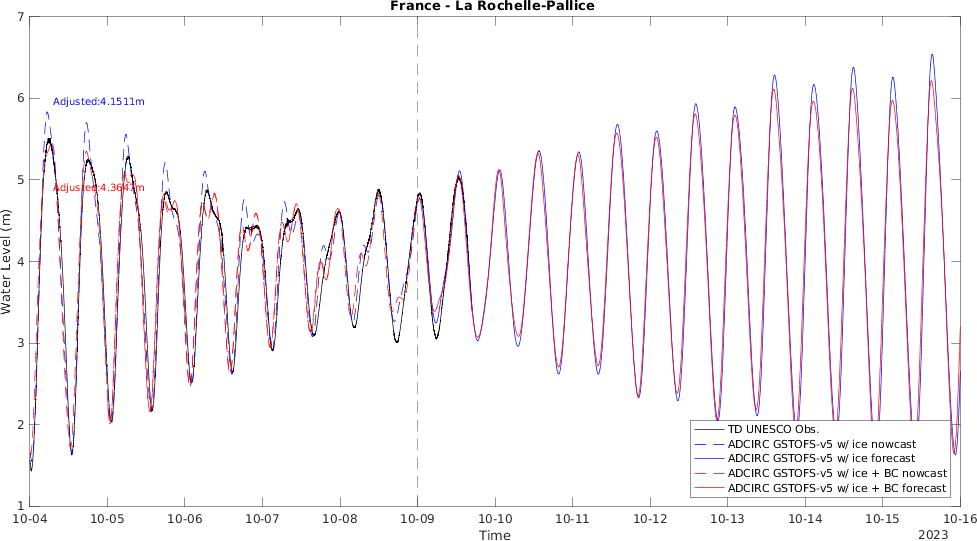 France - La Rochelle-Pallice
7
6
5
4
3
2
1
Water Level (m)
Adjusted:4.1511m
Adjusted:4.3647m
TD UNESCO Obs.
ADCIRC GSTOFS-v5 w/ ice nowcast
ADCIRC GSTOFS-v5 w/ ice forecast
ADCIRC GSTOFS-v5 w/ ice + BC nowcast
ADCIRC GSTOFS-v5 w/ ice + BC forecast
10-04 10-05 10-06 10-07 10-08 10-09 10-10 10-11 10-12 10-13 10-14 10-15 10-16
Time
2023